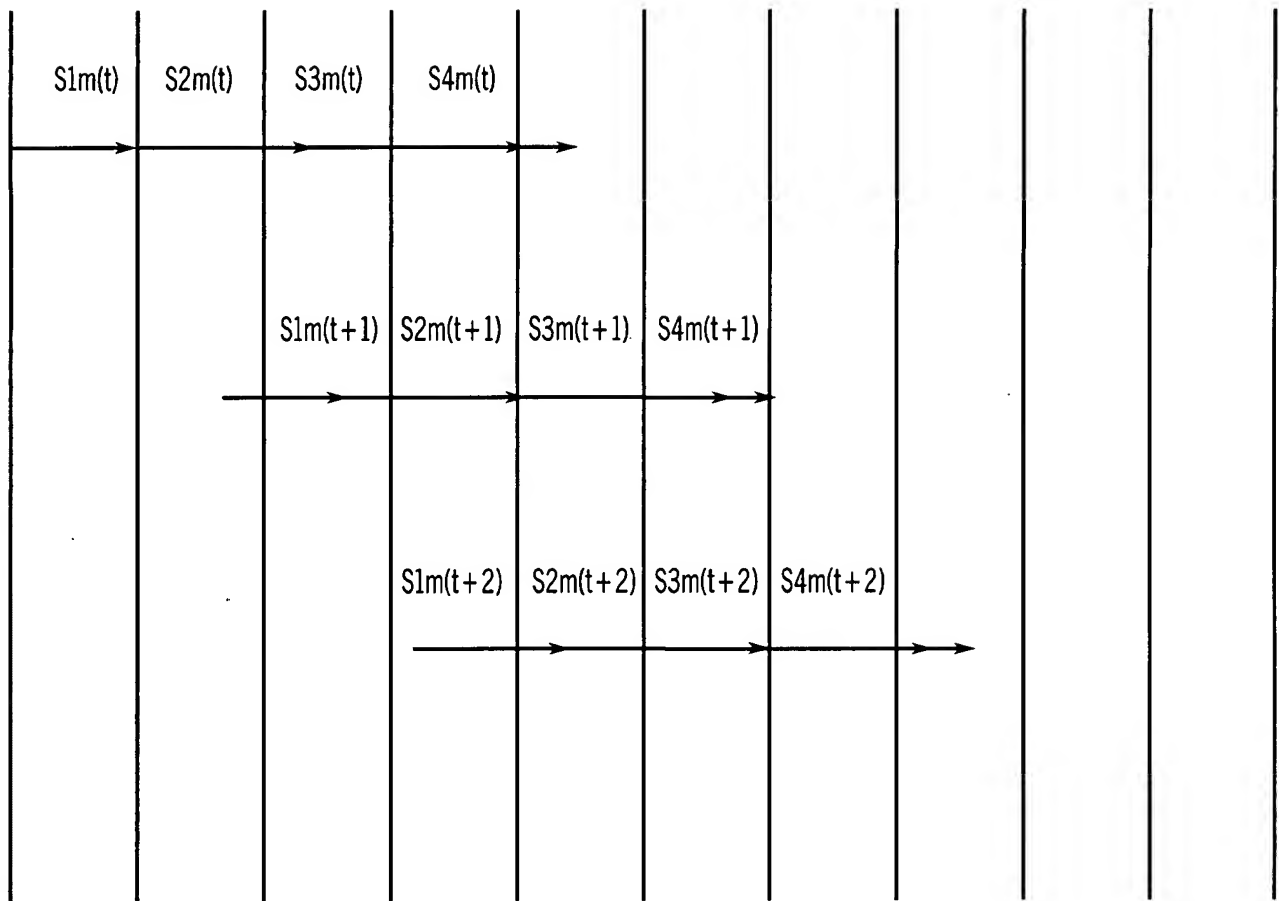 S1m(t) S2m(t) S3m(t) S4m(t)
S1m(t+1) S2m(t+1) S3m(t+1) S4m(t+1)
S1m(t+2) S2m(t+2) S3m(t+2) S4m(t+2)